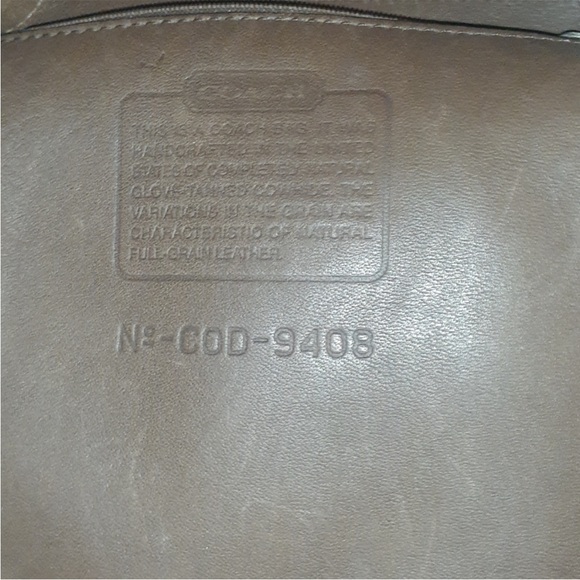 COACH
THIS IS A COACH BAG. IT WAS
HANDCRAFTED IN THE UNITED
STATES OF COMPLETELY NATURAL
GLOVE-TANNED COWHIDE. THE
VARIATIONS IN THE GRAIN ARE
CHARACTERISTIC OF NATURAL
FULL-GRAIN LEATHER.
Nº-COD-9408